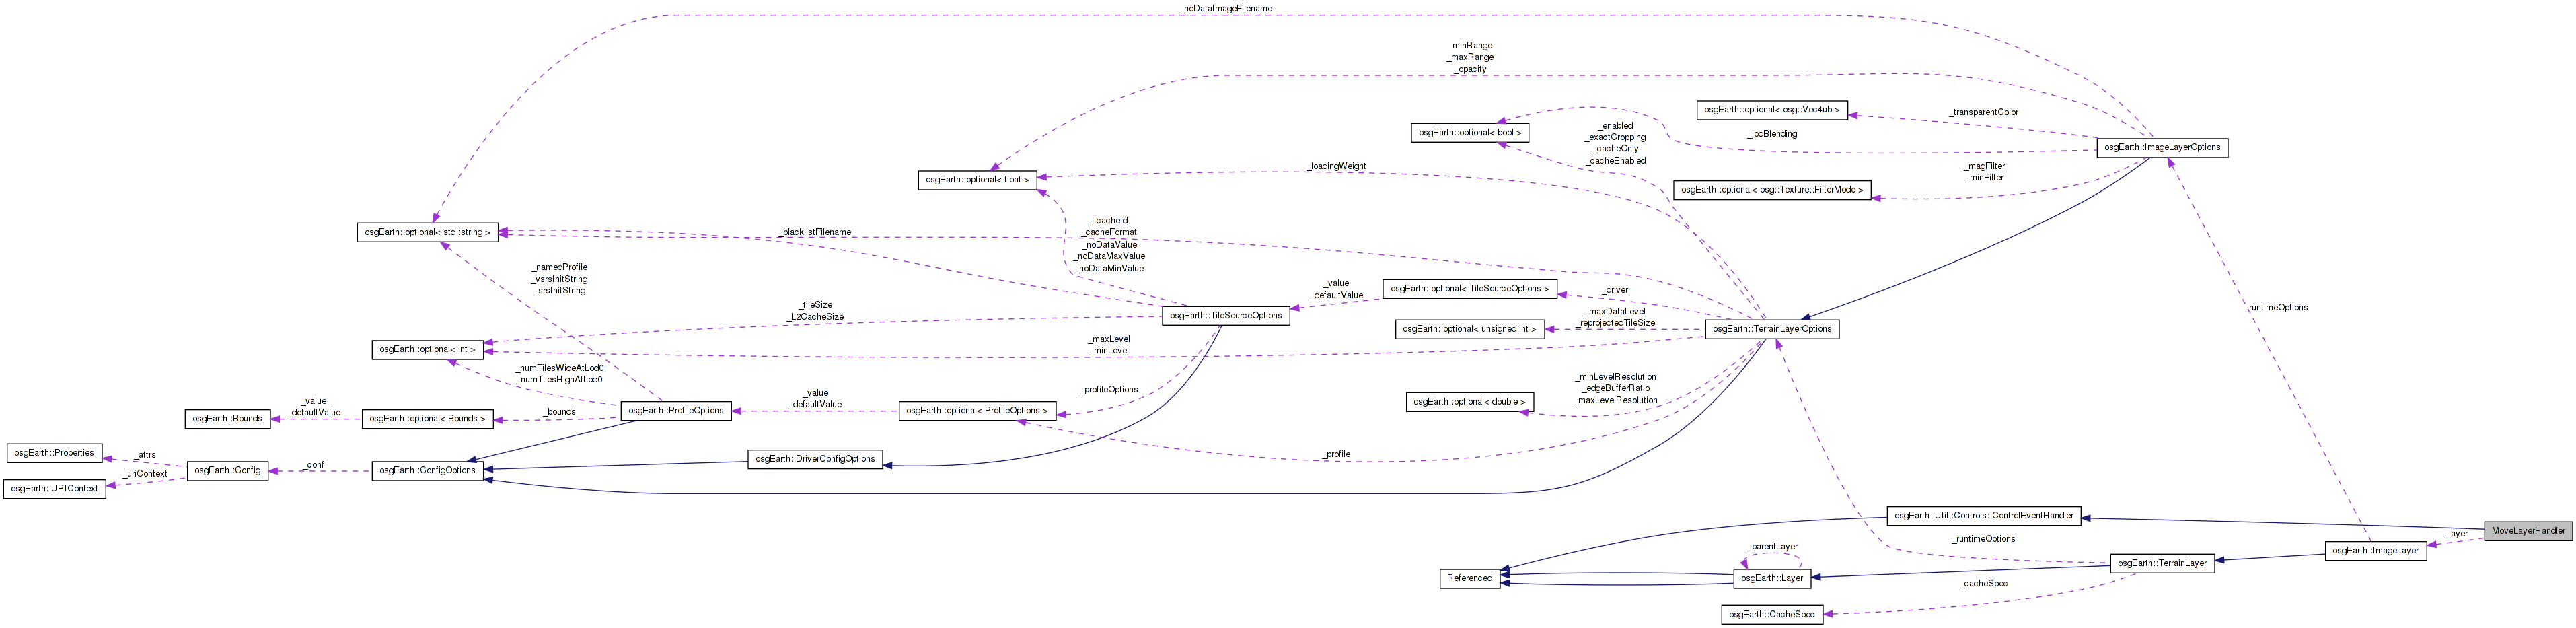 _noDataImageFilename
_minRange
_maxRange
_opacity
osgEarth::optional< osg::Vec4ub >
_transparentColor
osgEarth::optional< bool >
_enabled
_exactCropping
_cacheOnly
_cacheEnabled
_lodBlending
osgEarth::ImageLayerOptions
_loadingWeight
_magFilter
_minFilter
osgEarth::optional< float >
osgEarth::optional< osg::Texture::FilterMode >
osgEarth::optional< std::string >
_blacklistFilename
_cacheId
_cacheFormat
_noDataValue
_noDataMaxValue
_noDataMinValue
_namedProfile
_vsrsInitString
_srsInitString
_value
_defaultValue
osgEarth::optional< TileSourceOptions >
_driver
_tileSize
_L2CacheSize
osgEarth::TileSourceOptions
_maxDataLevel
_reprojectedTileSize
osgEarth::optional< unsigned int >
osgEarth::TerrainLayerOptions
_runtimeOptions
osgEarth::optional< int >
_maxLevel
_minLevel
_numTilesWideAtLod0
_numTilesHighAtLod0
_profileOptions
_minLevelResolution
_edgeBufferRatio
_maxLevelResolution
osgEarth::optional< double >
_value
_defaultValue
osgEarth::Bounds
osgEarth::optional< Bounds >
_bounds
osgEarth::ProfileOptions
_value
_defaultValue
osgEarth::optional< ProfileOptions >
osgEarth::Properties
_attrs
_uriContext
osgEarth::URIContext
osgEarth::Config
_conf
osgEarth::ConfigOptions
osgEarth::DriverConfigOptions
_profile
osgEarth::Util::Controls::ControlEventHandler
MoveLayerHandler
_layer
_runtimeOptions
_parentLayer
osgEarth::ImageLayer
osgEarth::TerrainLayer
Referenced
osgEarth::Layer
_cacheSpec
osgEarth::CacheSpec